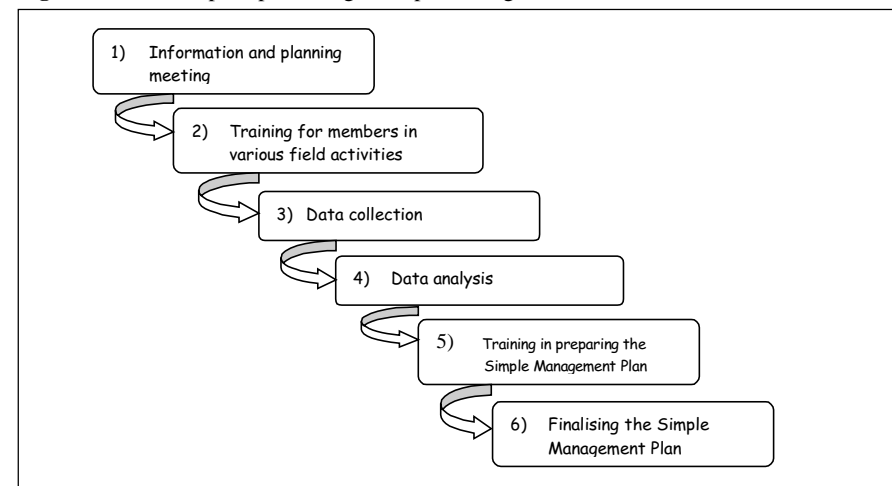 1) Information and planning
meeting
2) Training for members in
various field activities
3) Data collection
4) Data analysis
5) Training in preparing the
Simple Management Plan
6) Finalising the Simple
Management Plan